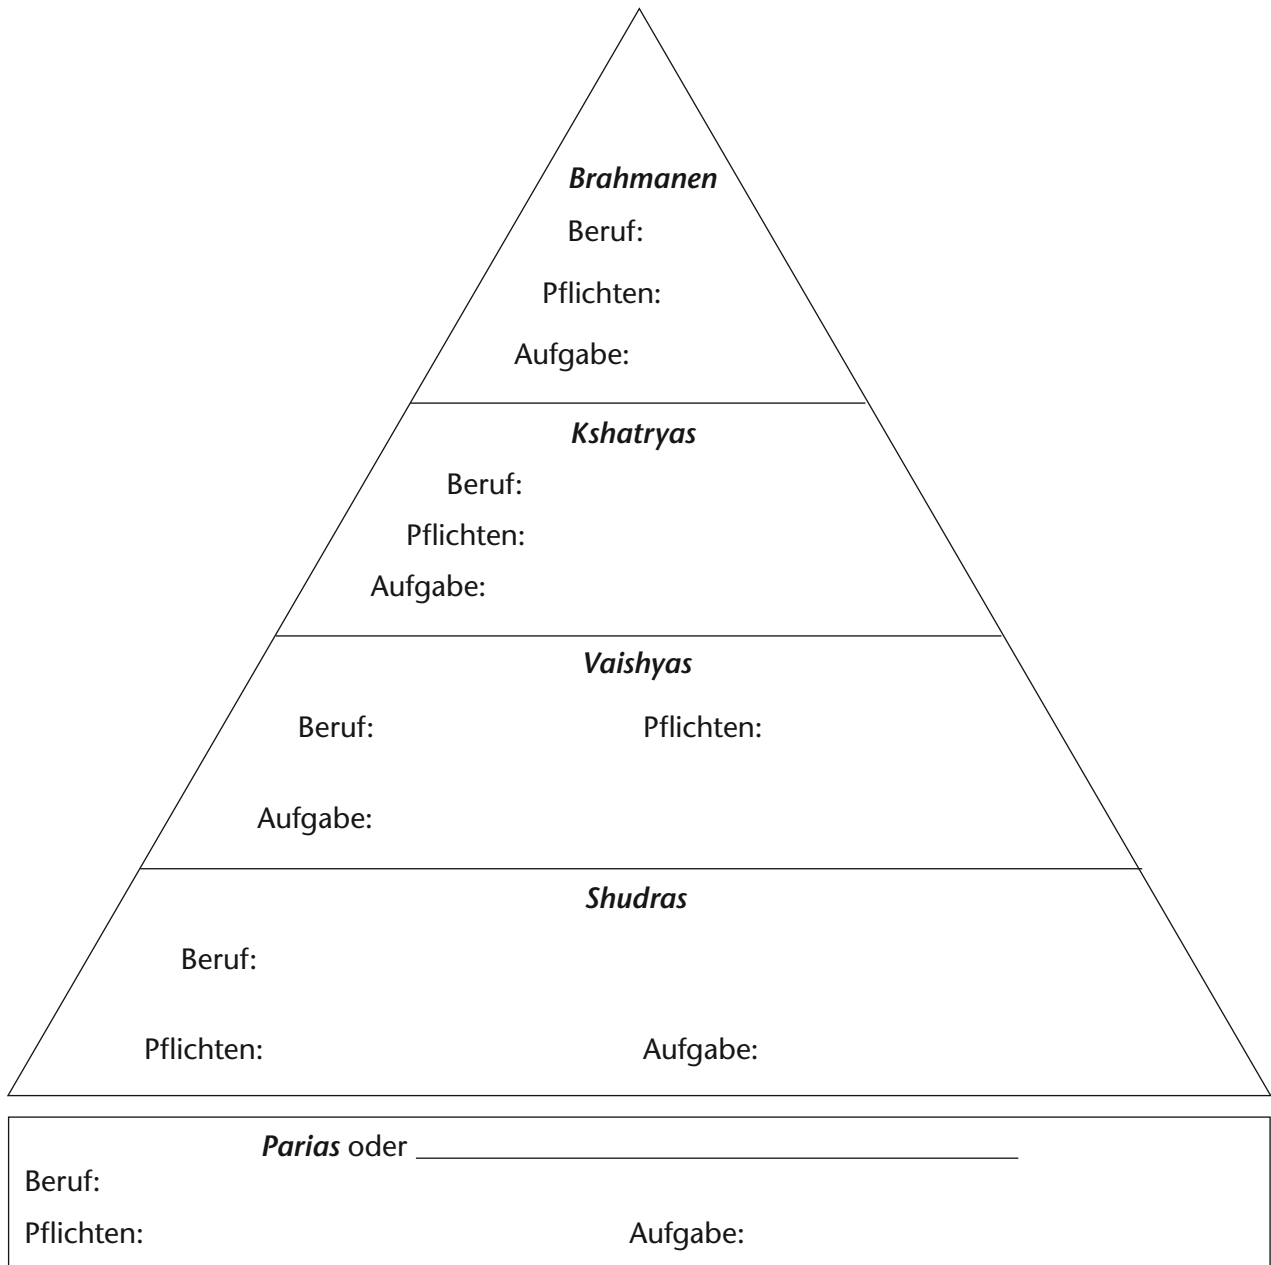 Brahmanen
Beruf:
Pflichten:
Aufgabe:
Kshatryas
Beruf:
Pflichten:
Aufgabe:
Vaishyas
Beruf: Pflichten:
Aufgabe:
Shudras
Beruf:
Pflichten: Aufgabe:
Parias oder
Beruf:
Pflichten: Aufgabe: